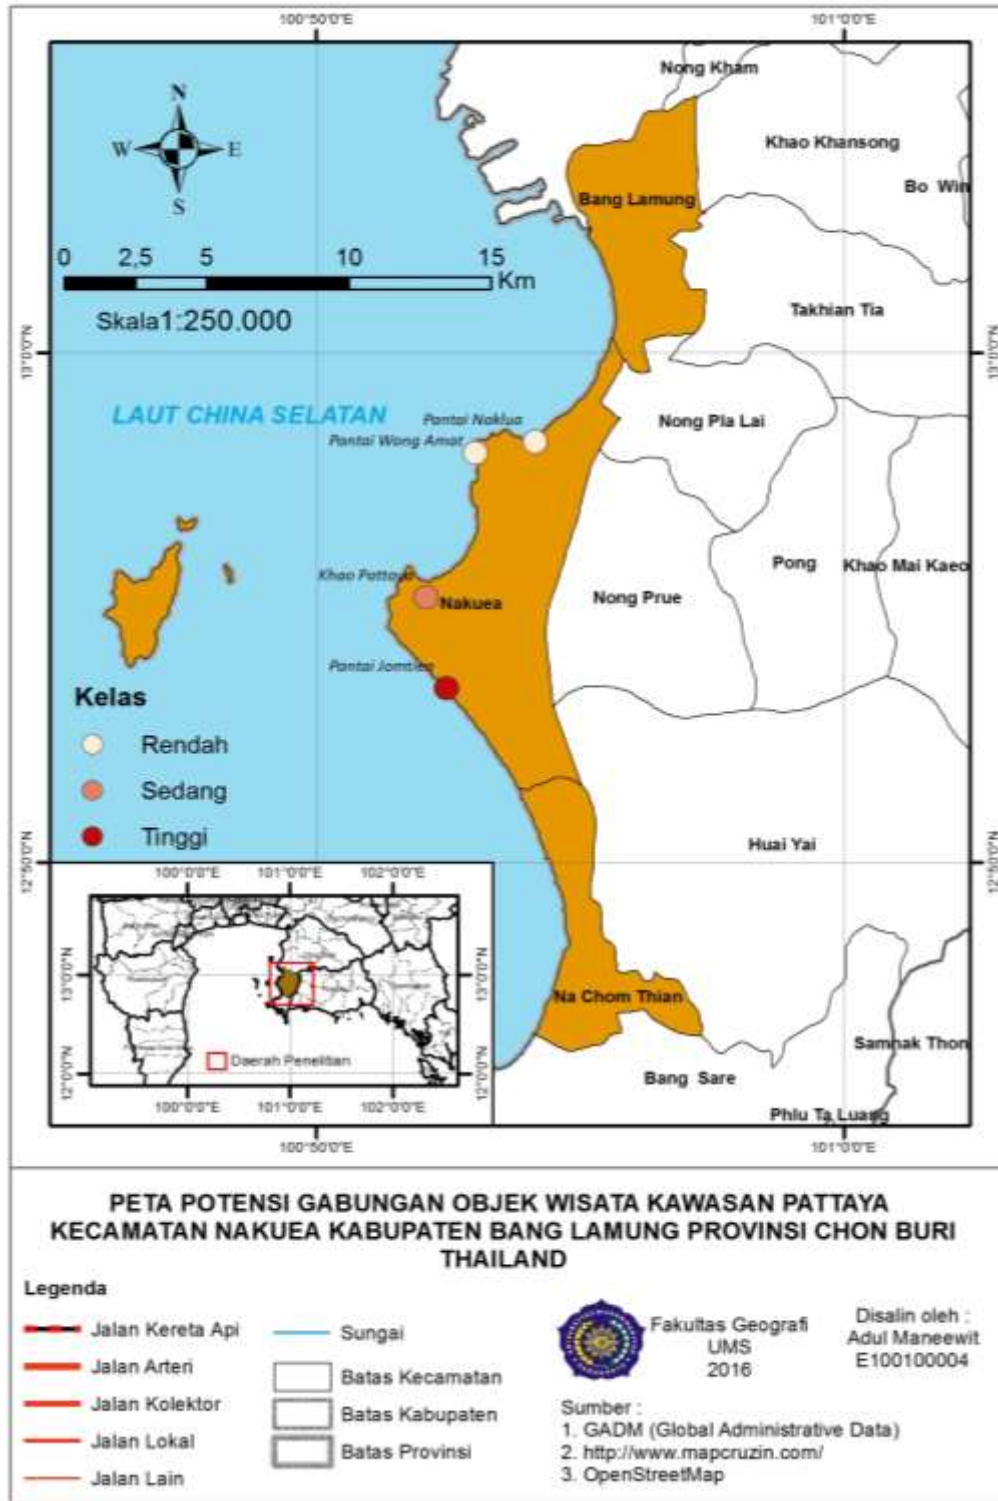 100°50'0"E 101°0'0"E
Nong Kham
N
W E
S
Khao Khansong
Bo Win
Bang Lamung
0 2,5 5 10 15
Km
Skala1:250.000
Takhian Tia
13°0'0"N 13°0'0"N
LAUT CHINA SELATAN
Pantai Naklua
Nong Pla Lai
Pantai Wong Amat
Pong
Khao Mai Kaeo
Khao Pattaya
Nakuea
Nong Prue
Pantai Jomtien
Kelas
Rendah
Sedang
Tinggi
Huai Yai
12°50'0"N 12°50'0"N
100°0'0"E 101°0'0"E 102°0'0"E
13°0'0"N 13°0'0"N
Na Chom Thian
Daerah Penelitian
12°0'0"N 12°0'0"N
Samnak Thon
Bang Sare
100°0'0"E 101°0'0"E 102°0'0"E
Phlu Ta Luang
100°50'0"E 101°0'0"E
PETA POTENSI GABUNGAN OBJEK WISATA KAWASAN PATTAYA
KECAMATAN NAKUEA KABUPATEN BANG LAMUNG PROVINSI CHON BURI
THAILAND
Legenda
Jalan Kereta Api
Jalan Arteri
Jalan Kolektor
Jalan Lokal
Jalan Lain
Sungai
Batas Kecamatan
Batas Kabupaten
Batas Provinsi
Fakultas Geografi
UMS
2016
Disalin oleh :
Adul Maneewit
E100100004
Sumber :
1. GADM (Global Administrative Data)
2. http://www.mapcruzin.com/
3. OpenStreetMap